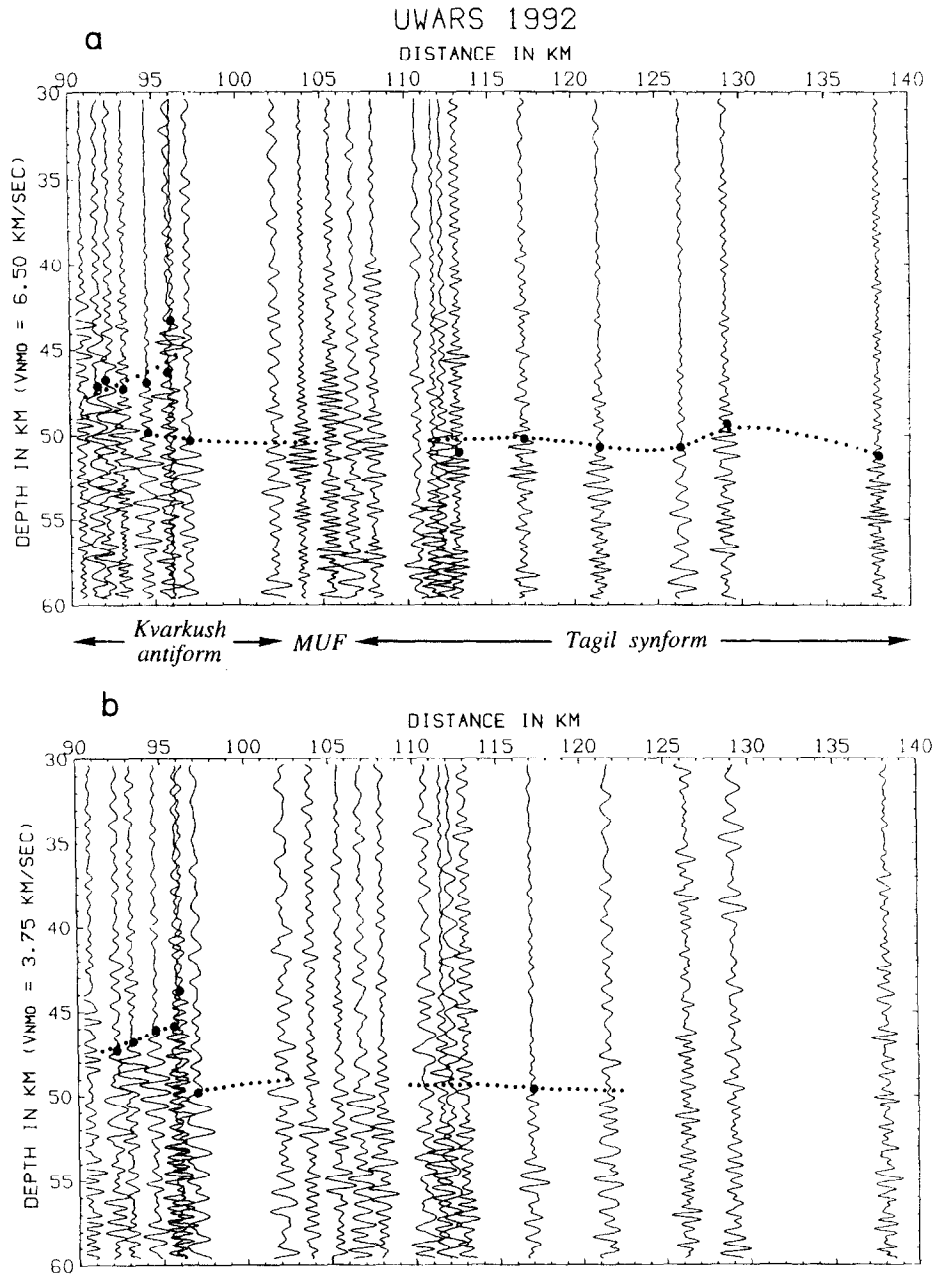 UWARS 1992
a
DISTANCE IN KM
90 95 100 105 110 115 120 125 130 135 140
DEPTH IN KM (VNMO = 6.50 KM/SEC)
30
35
40
45
50
55
60
Kvarkush antiform
MUF
Tagil synform
b
DISTANCE IN KM
90 95 100 105 110 115 120 125 130 135 140
DEPTH IN KM (VNMO = 3.75 KM/SEC)
30
35
40
45
50
55
60